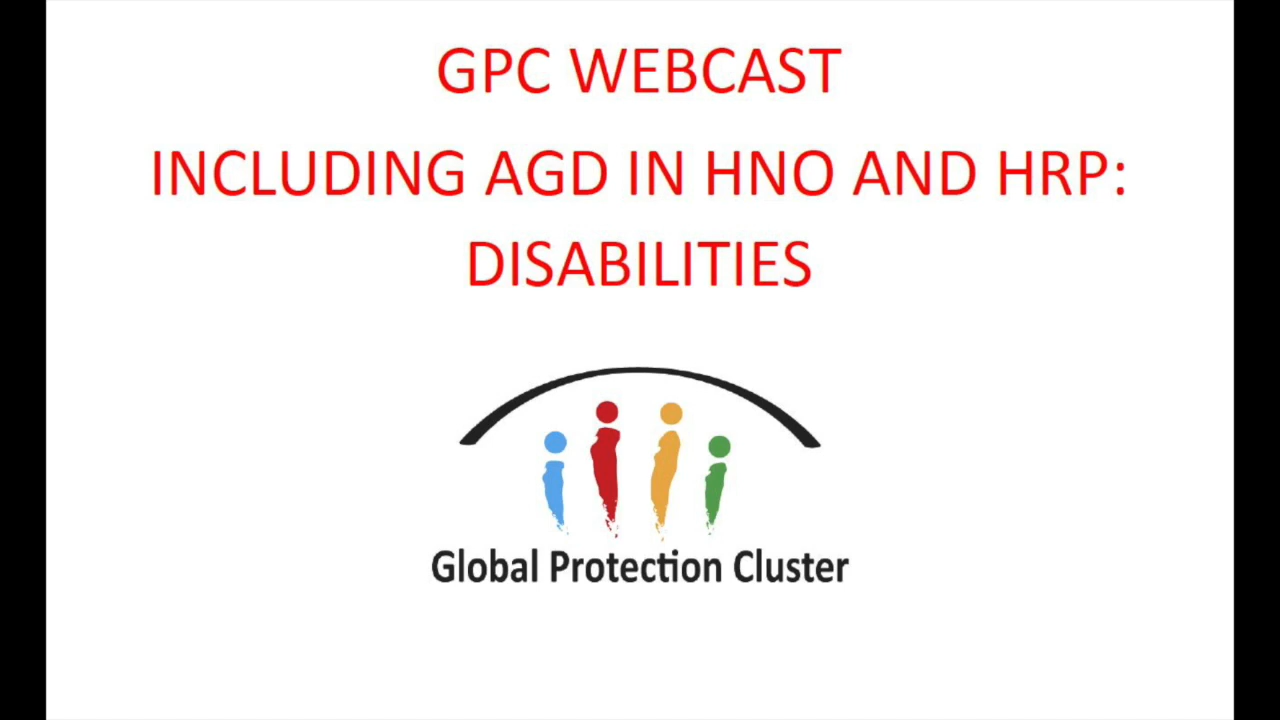 GPC WEBCAST
INCLUDING AGD IN HNO AND HRP:
DISABILITIES
Global Protection Cluster